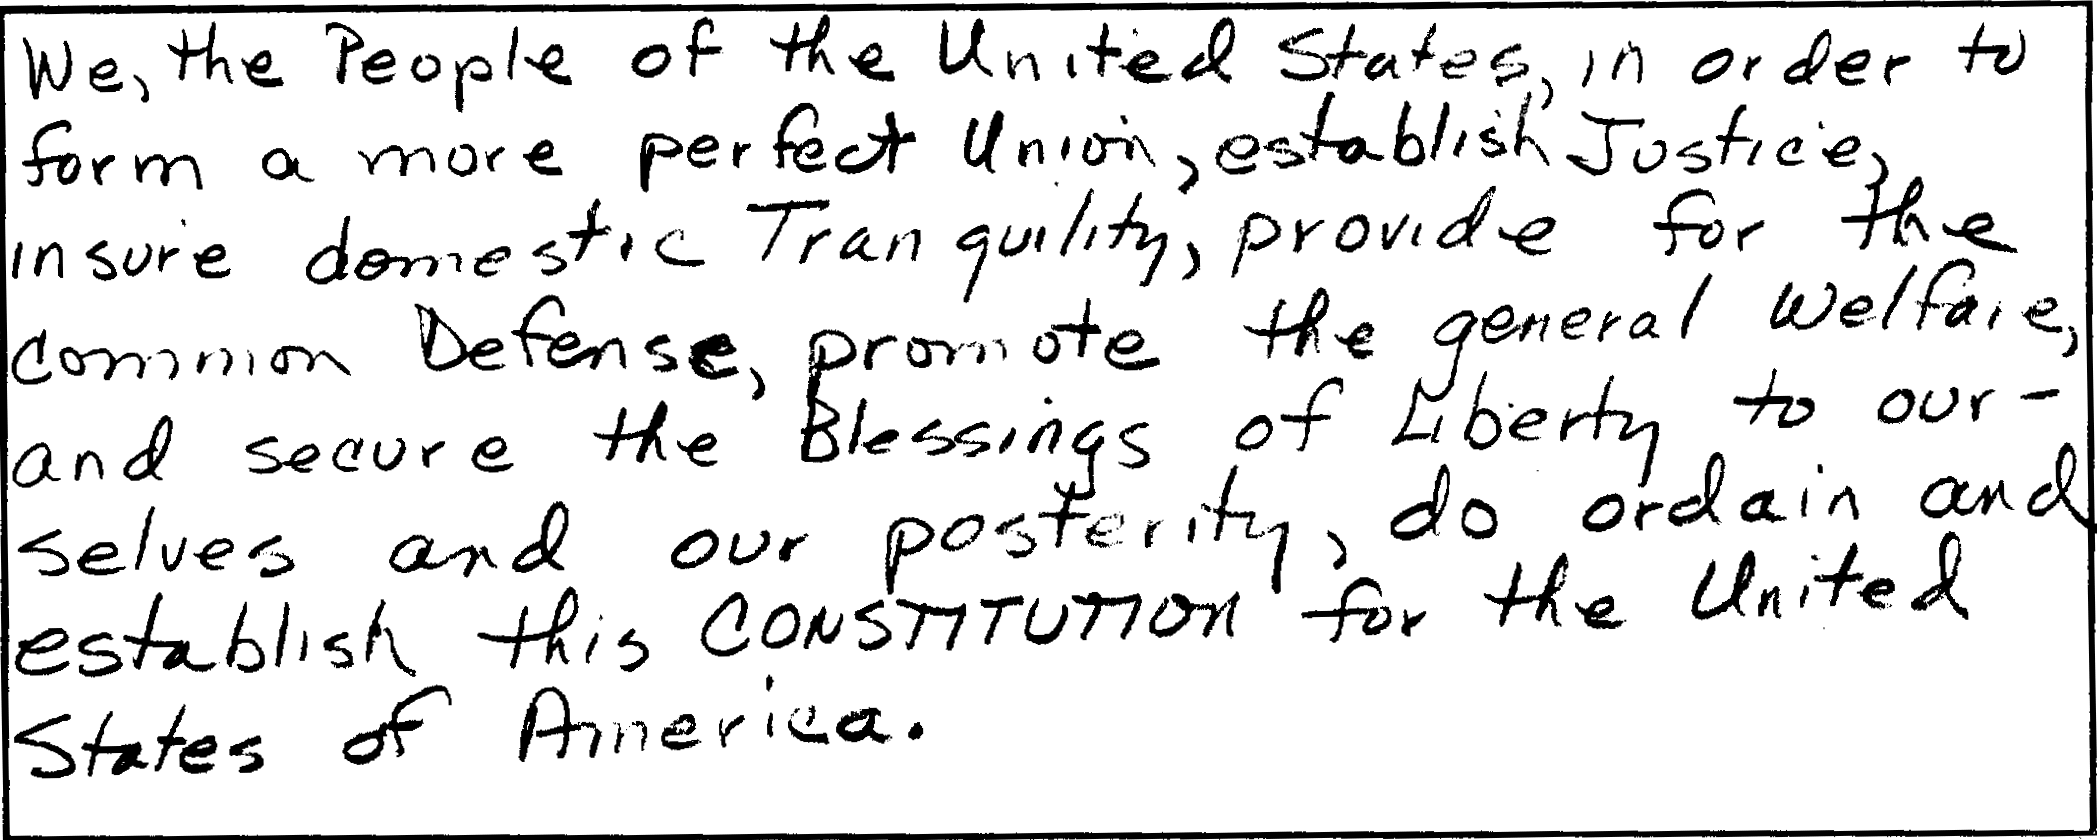 We, the People of the United States, in order to
form a more perfect Union, establish Justice,
insure domestic Tranquility, provide for the
common Defense, promote the general Welfare,
and secure the Blessings of Liberty to our-
selves and our posterity, do ordain and
establish this CONSTITUTION for the United
States of America.